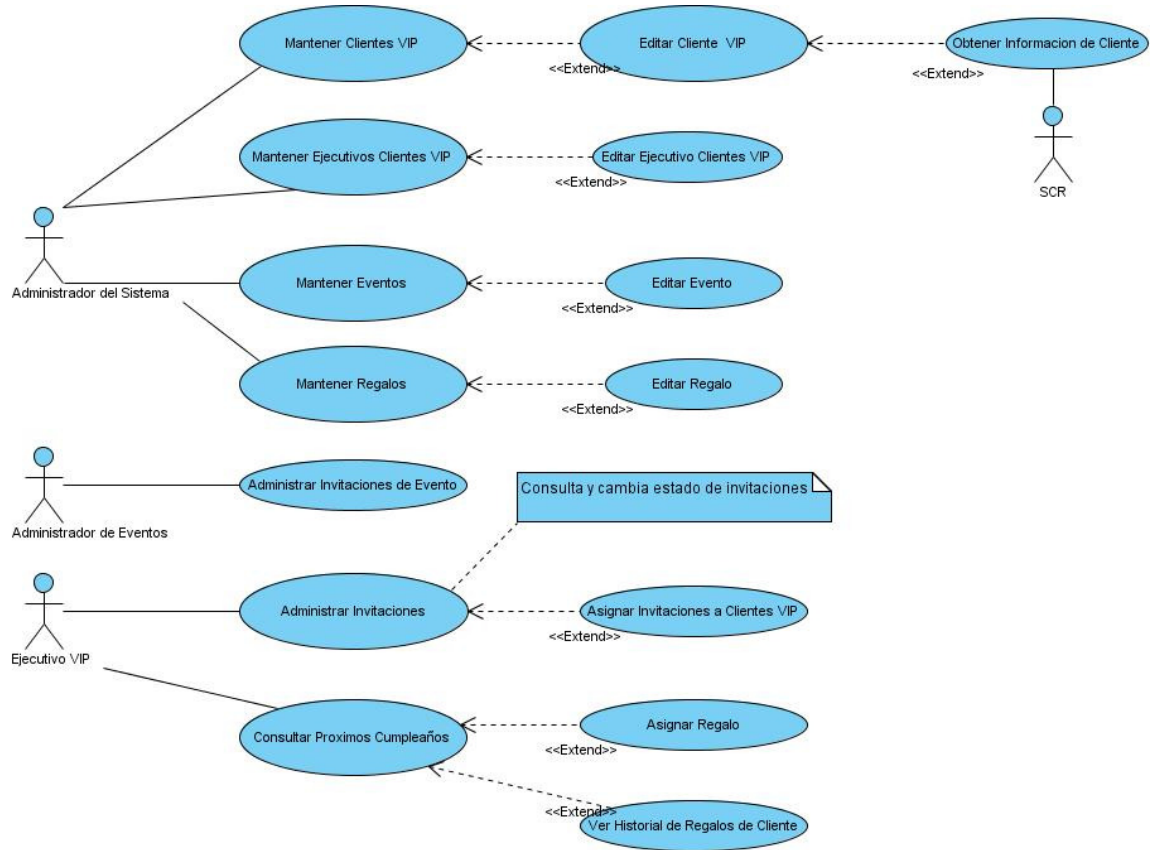 Mantener Clientes VIP
Editar Cliente VIP
Obtener Informacion de Cliente
<<Extend>>
<<Extend>>
SCR
Mantener Ejecutivos Clientes VIP
Editar Ejecutivo Clientes VIP
<<Extend>>
Administrador del Sistema
Mantener Eventos
Editar Evento
<<Extend>>
Mantener Regalos
Editar Regalo
<<Extend>>
Administrador de Eventos
Administrar Invitaciones de Evento
Consulta y cambia estado de invitaciones
Ejecutivo VIP
Administrar Invitaciones
Asignar Invitaciones a Clientes VIP
<<Extend>>
Consultar Proximos Cumpleaños
Asignar Regalo
<<Extend>>
<<Extend>>
Ver Historial de Regalos de Cliente